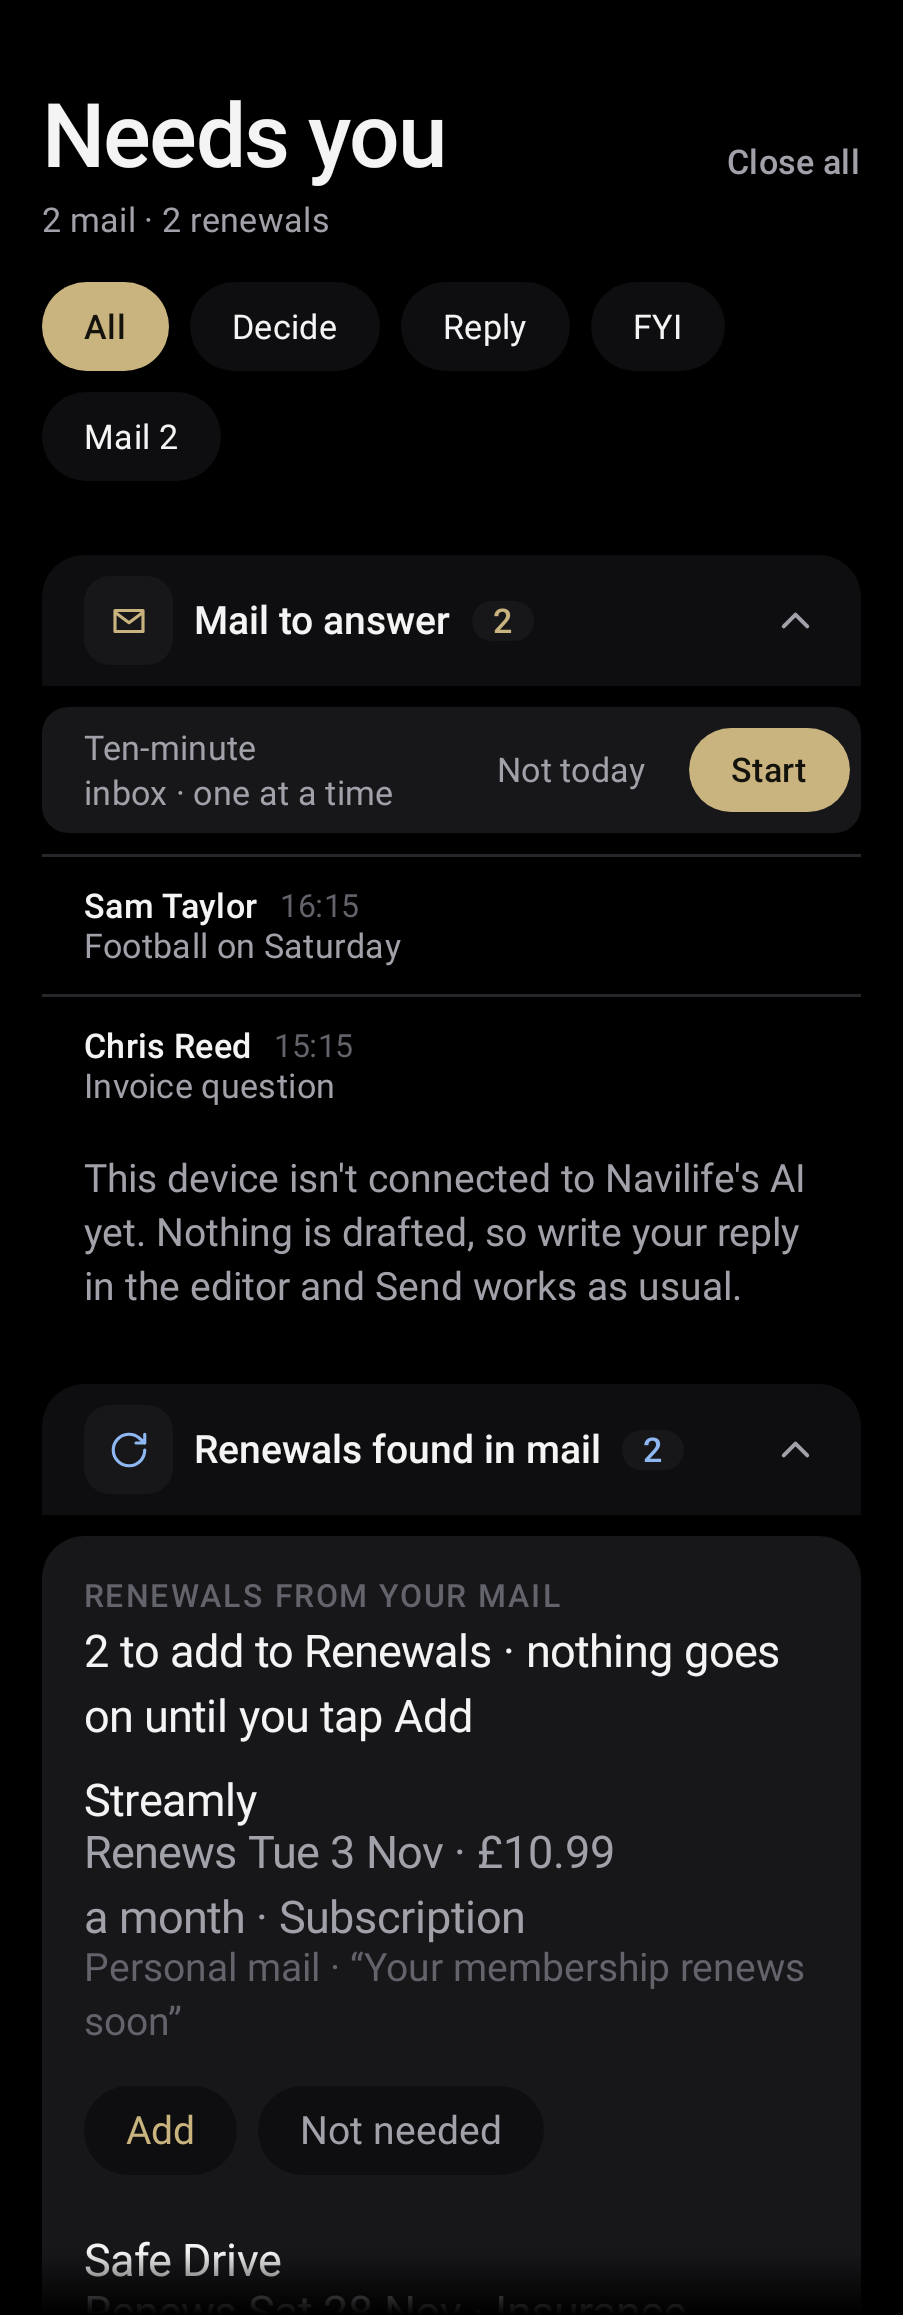 Needs you
Close all
2 mail · 2 renewals
All
Decide
Reply
FYI
Mail 2
Mail to answer 2
Ten-minute
inbox · one at a time
Not today
Start
Sam Taylor 16:15
Football on Saturday
Chris Reed 15:15
Invoice question
This device isn't connected to Navilife's AI
yet. Nothing is drafted, so write your reply
in the editor and Send works as usual.
Renewals found in mail 2
RENEWALS FROM YOUR MAIL
2 to add to Renewals · nothing goes
on until you tap Add
Streamly
Renews Tue 3 Nov · £10.99
a month · Subscription
Personal mail · “Your membership renews
soon”
Add
Not needed
Safe Drive
Renews Sat 28 Nov · Insurance